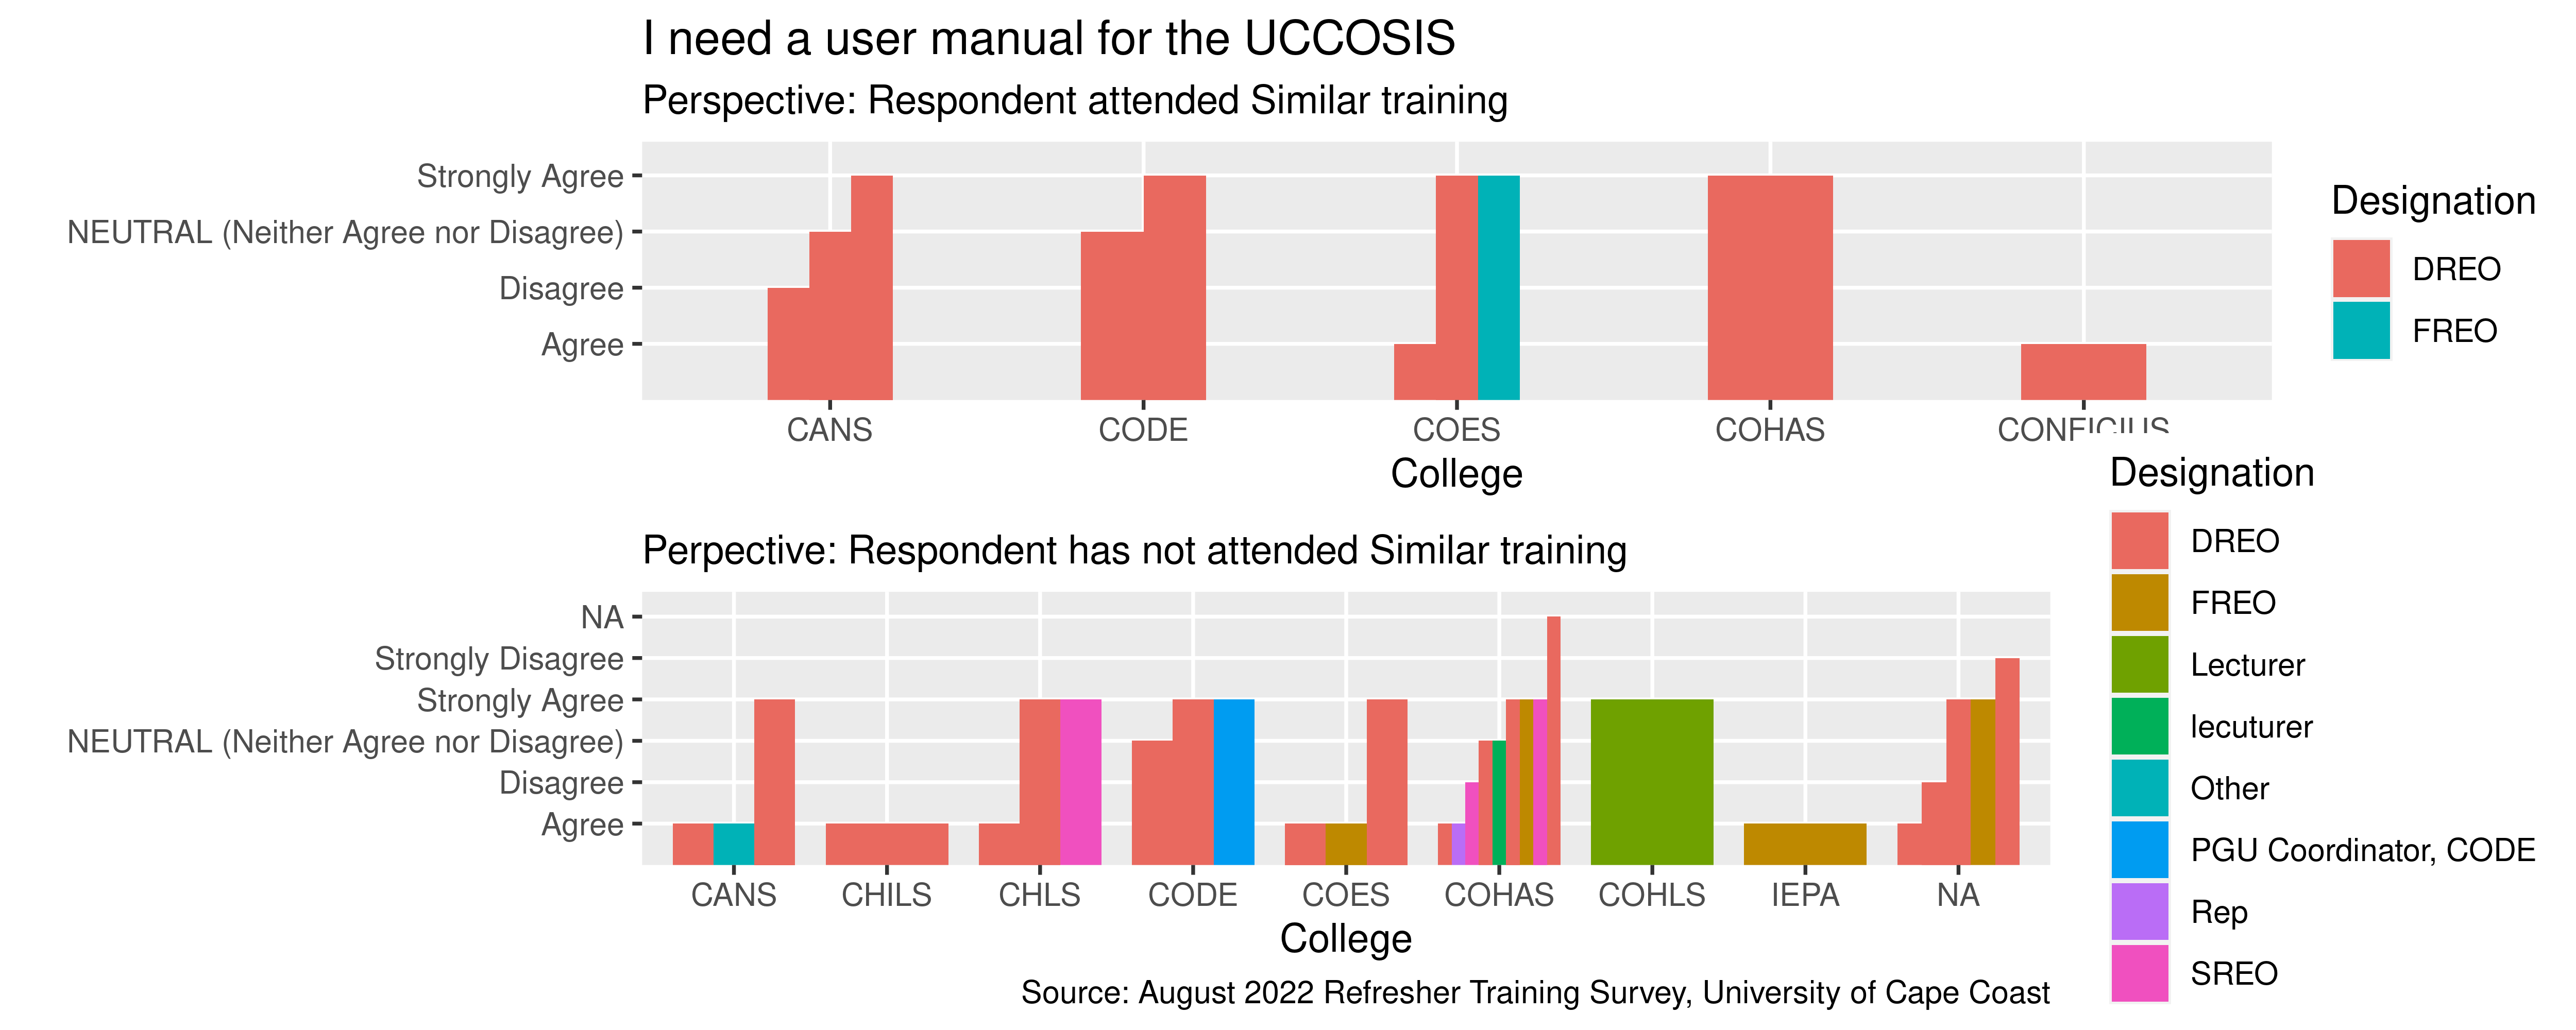 I need a user manual for the UCCOSIS
Perspective: Respondent attended Similar training
Strongly Agree
NEUTRAL (Neither Agree nor Disagree)
Disagree
Agree
CANS CODE COES COHAS CONFICIUS
College
Designation
DREO
FREO
Perpective: Respondent has not attended Similar training
NA
Strongly Disagree
Strongly Agree
NEUTRAL (Neither Agree nor Disagree)
Disagree
Agree
CANS CHILS CHLS CODE COES COHAS COHLS IEPA NA
College
Designation
DREO
FREO
Lecturer
lecuturer
Other
PGU Coordinator, CODE
Rep
SREO
Source: August 2022 Refresher Training Survey, University of Cape Coast